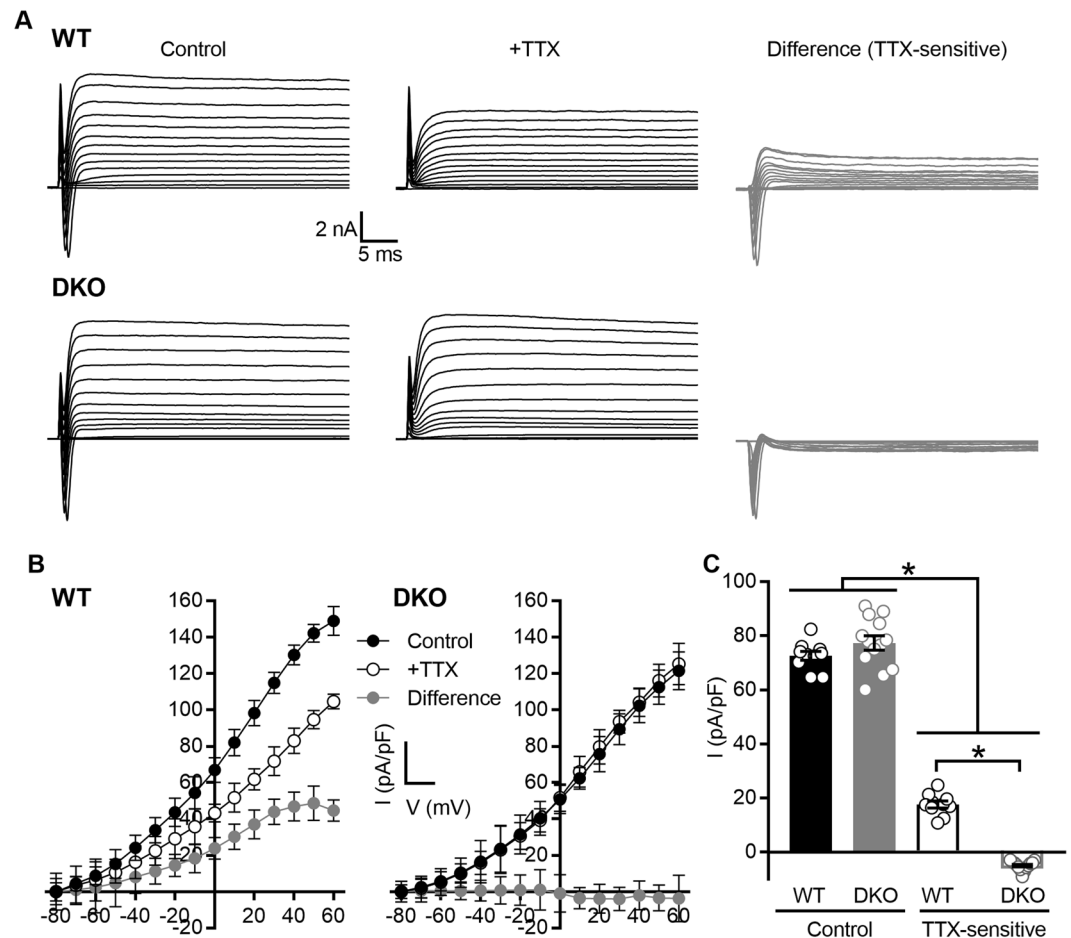 A
WT
Control
+TTX
Difference (TTX-sensitive)
2 nA
5 ms
DKO
B
WT
160
140
120
100
80
60
40
20
-20
-80 -60 -40 -20 20 40 60
DKO
Control
+TTX
Difference
I (pA/pF)
V (mV)
160
140
120
100
80
60
40
20
-20
-80 -60 -40 -20 20 40 60
C
*
*
I (pA/pF)
100
80
60
40
20
0
WT DKO WT DKO
Control TTX-sensitive